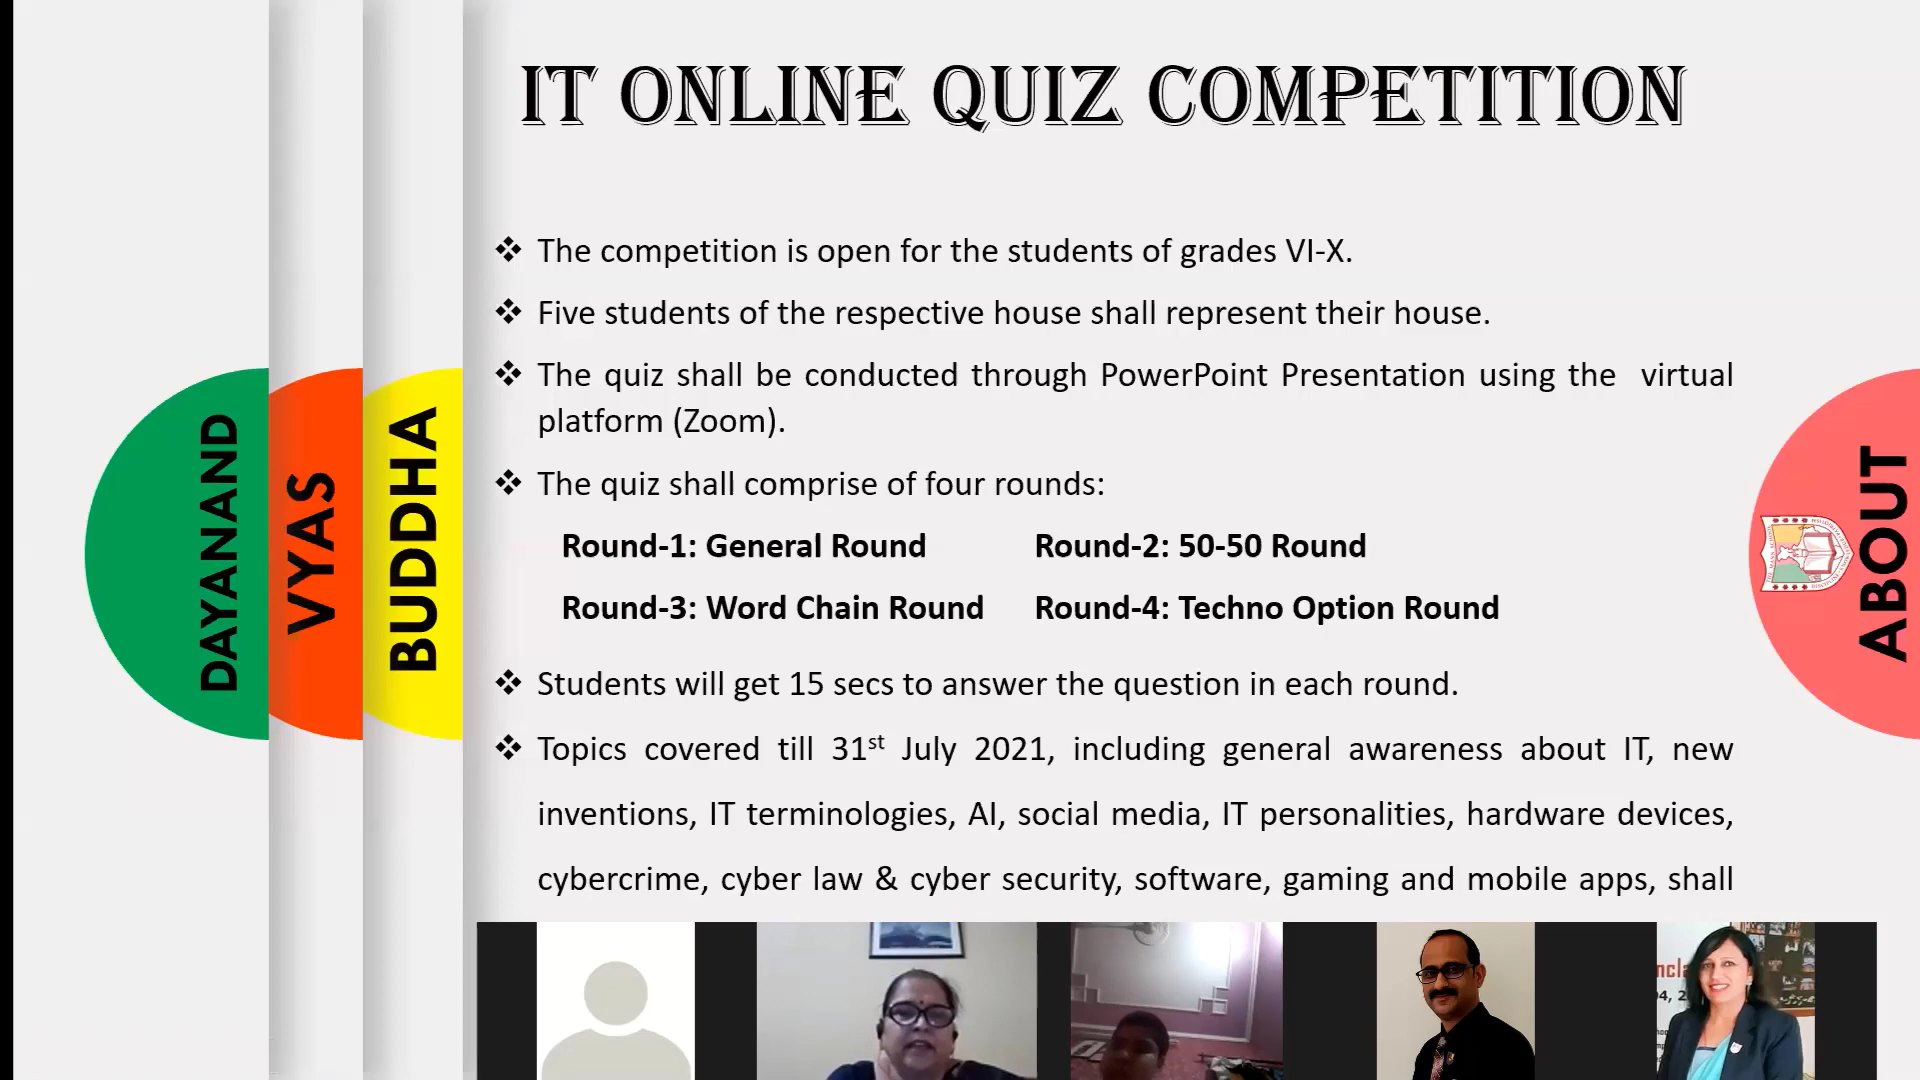 IT ONLINE QUIZ COMPETITION
❖ The competition is open for the students of grades VI-X.
❖ Five students of the respective house shall represent their house.
❖ The quiz shall be conducted through PowerPoint Presentation using the virtual
platform (Zoom).
❖ The quiz shall comprise of four rounds:
Round-1: General Round Round-2: 50-50 Round
Round-3: Word Chain Round Round-4: Techno Option Round
❖ Students will get 15 secs to answer the question in each round.
❖ Topics covered till 31st July 2021, including general awareness about IT, new
inventions, IT terminologies, AI, social media, IT personalities, hardware devices,
cybercrime, cyber law & cyber security, software, gaming and mobile apps, shall
DAYANAND
VYAS
BUDDHA
ABOUT